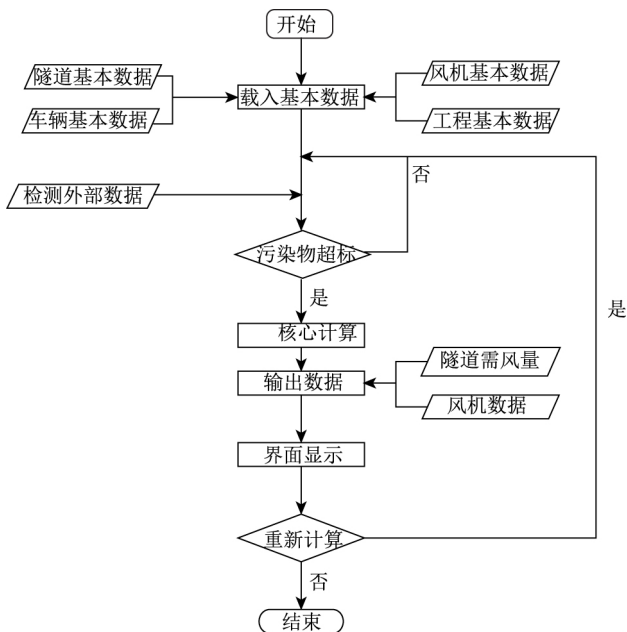 开始
隧道基本数据
风机基本数据
载入基本数据
车辆基本数据
工程基本数据
否
检测外部数据
污染物超标
是
是
核心计算
隧道需风量
输出数据
风机数据
界面显示
重新计算
否
结束